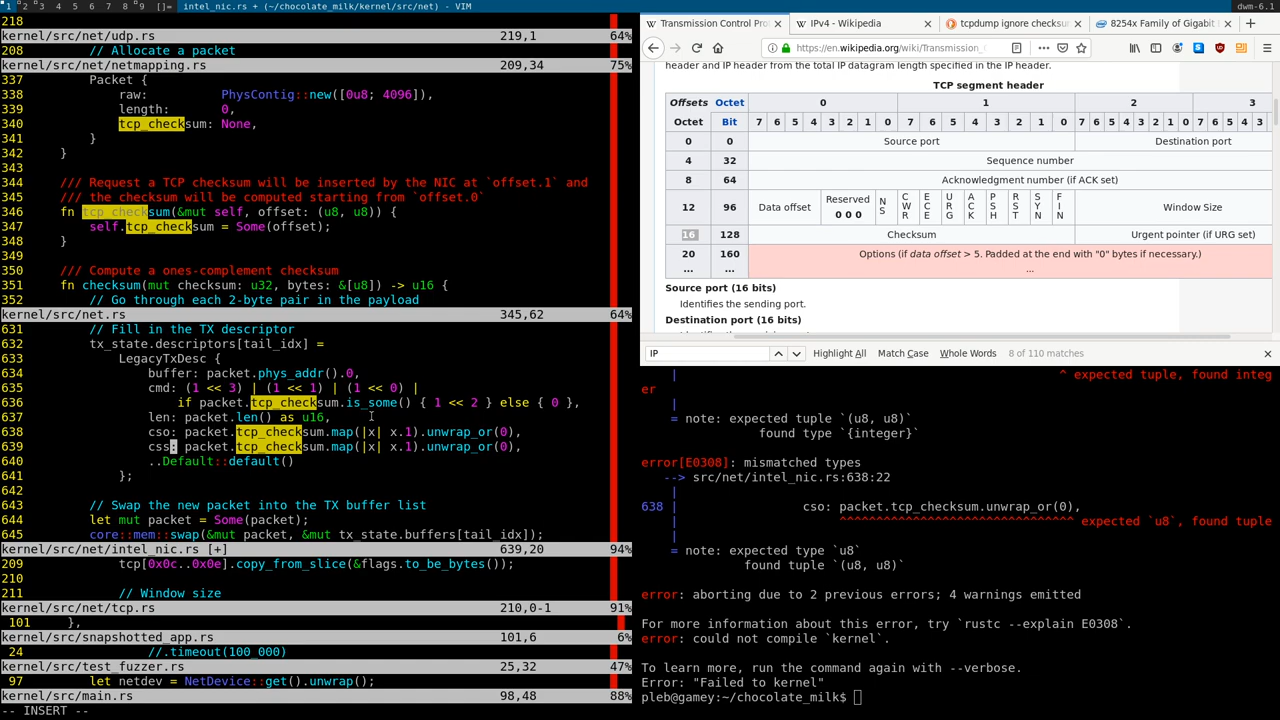 1 2 3 4 5 6 7 8 9 []= intel_nic.rs + (~/chocolate_milk/kernel/src/net) - VIM dwm-6.1
218
kernel/src/net/udp.rs 219,1 64%
208 // Allocate a packet
kernel/src/net/netmapping.rs 209,34 75%
337 Packet {
338 raw: PhysContig::new([0u8; 4096]),
339 length: 0,
340 tcp_checksum: None,
341 }
342 }
343
344 /// Request a TCP checksum will be inserted by the NIC at `offset.1` and
345 /// the checksum will be computed starting from `offset.0`
346 fn tcp_checksum(&mut self, offset: (u8, u8)) {
347 self.tcp_checksum = Some(offset);
348 }
349
350 /// Compute a ones-complement checksum
351 fn checksum(mut checksum: u32, bytes: &[u8]) -> u16 {
352 // Go through each 2-byte pair in the payload
kernel/src/net.rs 345,62 64%
631 // Fill in the TX descriptor
632 tx_state.descriptors[tail_idx] =
633 LegacyTxDesc {
634 buffer: packet.phys_addr().0,
635 cmd: (1 << 3) | (1 << 1) | (1 << 0) |
636 if packet.tcp_checksum.is_some() { 1 << 2 } else { 0 },
637 len: packet.len() as u16,
638 cso: packet.tcp_checksum.map(|x| x.1).unwrap_or(0),
639 css: packet.tcp_checksum.map(|x| x.1).unwrap_or(0),
640 ..Default::default()
641 };
642
643 // Swap the new packet into the TX buffer list
644 let mut packet = Some(packet);
645 core::mem::swap(&mut packet, &mut tx_state.buffers[tail_idx]);
kernel/src/net/intel_nic.rs [+] 639,20 94%
209 tcp[0x0c..0x0e].copy_from_slice(&flags.to_be_bytes());
210
211 // Window size
kernel/src/net/tcp.rs 210,0-1 91%
101 },
kernel/src/snapshotted_app.rs 101,6 6%
24 //.timeout(100_000)
kernel/src/test_fuzzer.rs 25,32 47%
97 let netdev = NetDevice::get().unwrap();
kernel/src/main.rs 98,48 88%
-- INSERT --
W Transmission Control Pro × W IPv4 - Wikipedia × tcpdump ignore checksu × 8254x Family of Gigabit ×
https://en.wikipedia.org/wiki/Transmission_
header and IP header from the total IP datagram length specified in the IP header.
TCP segment header
Offsets Octet 0 1 2 3
Octet Bit 7 6 5 4 3 2 1 0 7 6 5 4 3 2 1 0 7 6 5 4 3 2 1 0 7 6 5 4 3
0 0 Source port Destination port
4 32 Sequence number
8 64 Acknowledgment number (if ACK set)
12 96 Data offset Reserved 0 0 0 NS CWR ECE URG ACK PSH RST SYN FIN Window Size
16 128 Checksum Urgent pointer (if URG set)
20 160 Options (if data offset > 5. Padded at the end with "0" bytes if necessary.)
... ... ...
Source port (16 bits)
Identifies the sending port.
Destination port (16 bits)
IP Highlight All Match Case Whole Words 8 of 110 matches
| ^ expected tuple, found integ
er
|
= note: expected tuple `(u8, u8)`
found type `{integer}`
error[E0308]: mismatched types
--> src/net/intel_nic.rs:638:22
|
638 | cso: packet.tcp_checksum.unwrap_or(0),
| ^^^^^^^^^^^^^^^^^^^^^^^^^^^^^^^^ expected `u8`, found tuple
|
= note: expected type `u8`
found tuple `(u8, u8)`
error: aborting due to 2 previous errors; 4 warnings emitted
For more information about this error, try `rustc --explain E0308`.
error: could not compile `kernel`.
To learn more, run the command again with --verbose.
Error: "Failed to kernel"
pleb@gamey:~/chocolate_milk$